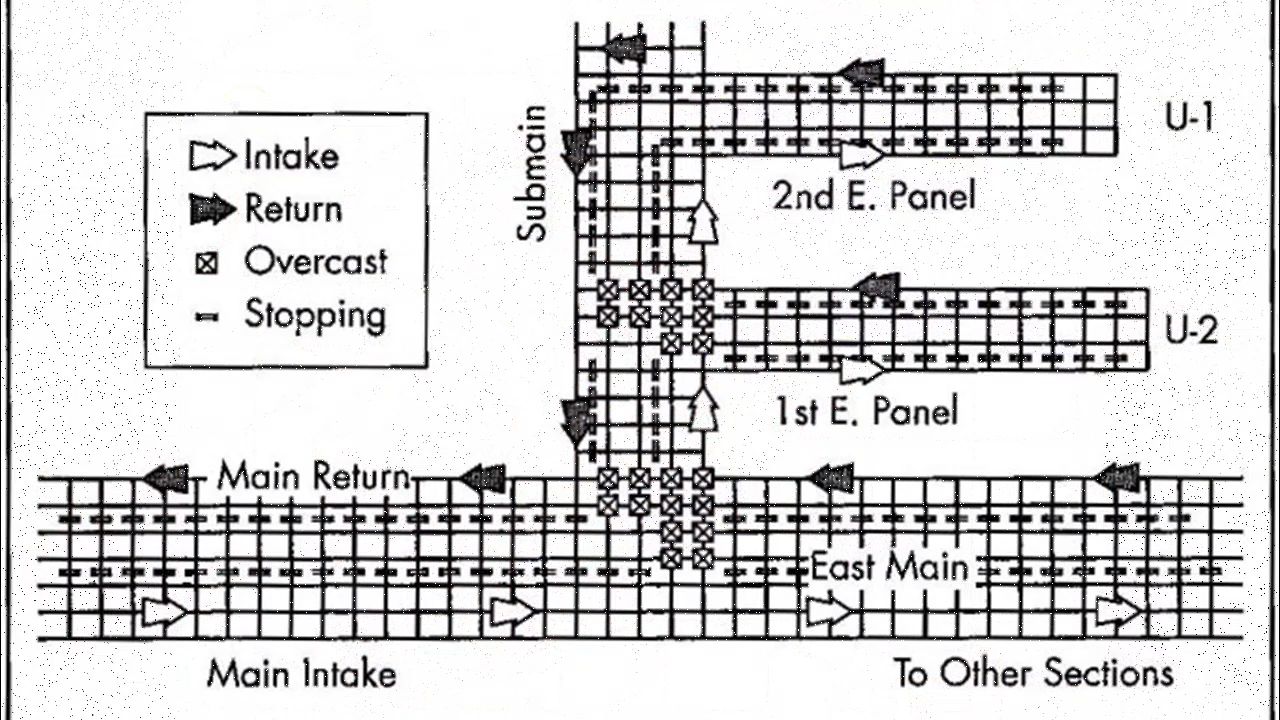 Intake
Return
Overcast
Stopping
Submain
U-1
2nd E. Panel
U-2
1st E. Panel
Main Return
East Main
Main Intake
To Other Sections